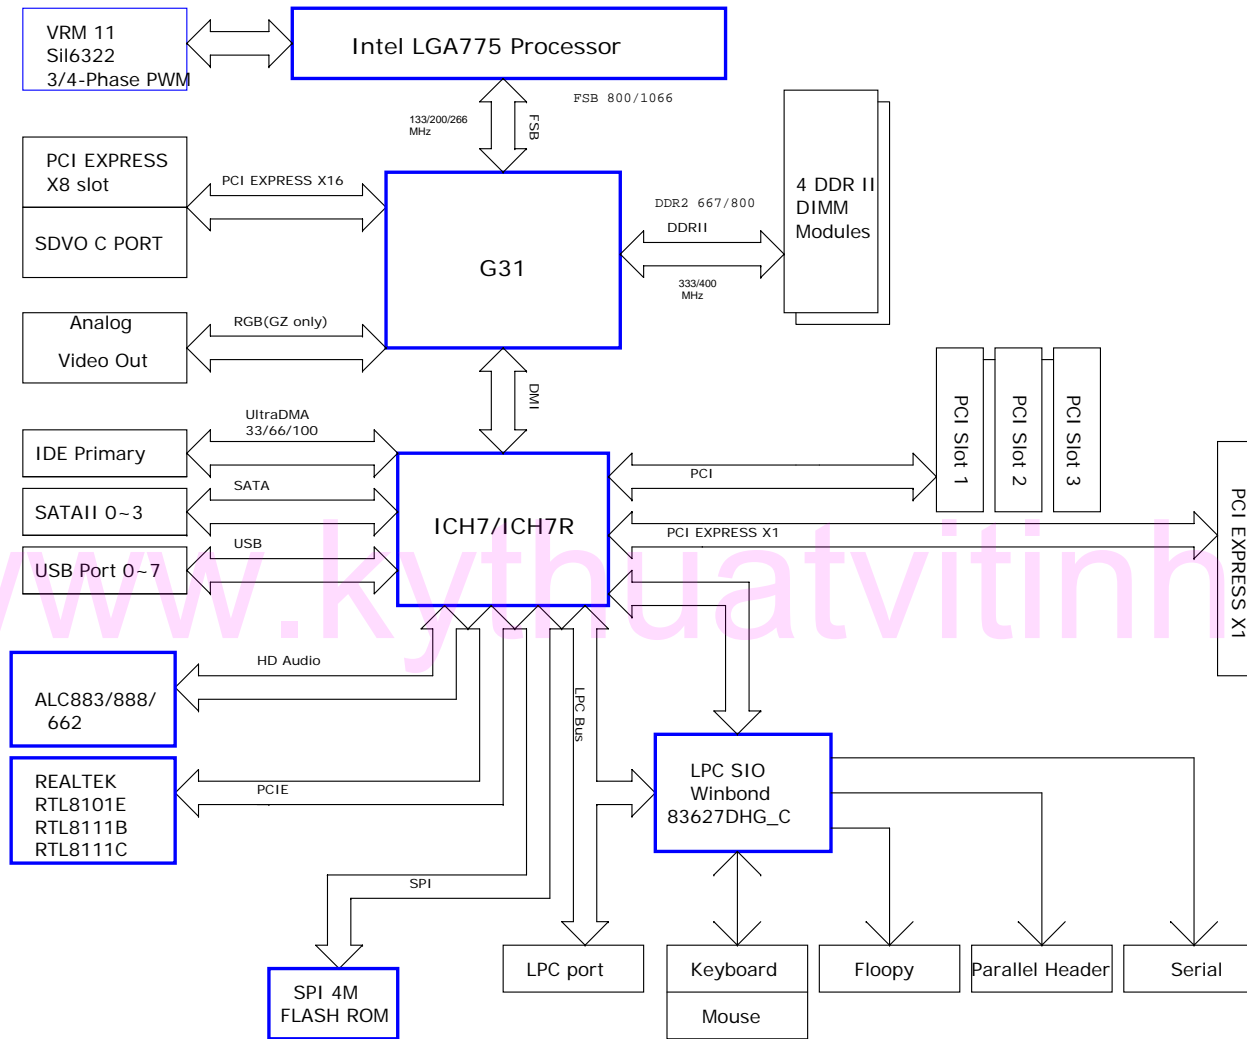 VRM 11
Sil6322
3/4-Phase PWM
Intel LGA775 Processor
FSB 800/1066
133/200/266
MHz
FSB
PCI EXPRESS
X8 slot
SDVO C PORT
PCI EXPRESS X16
G31
DDR2 667/800
DDRII
333/400
MHz
4 DDR II
DIMM
Modules
Analog
Video Out
RGB(GZ only)
DMI
UltraDMA
33/66/100
IDE Primary
SATA
SATAII 0~3
USB
USB Port 0~7
ICH7/ICH7R
PCI
PCI Slot 1
PCI Slot 2
PCI Slot 3
PCI EXPRESS X1
PCI EXPRESS X1
www.kythuatvitinh
HD Audio
ALC883/888/
662
LPC Bus
REALTEK
RTL8101E
RTL8111B
RTL8111C
PCIE
LPC SIO
Winbond
83627DHG_C
SPI
SPI 4M
FLASH ROM
LPC port
Keyboard
Mouse
Floopy
Parallel Header
Serial